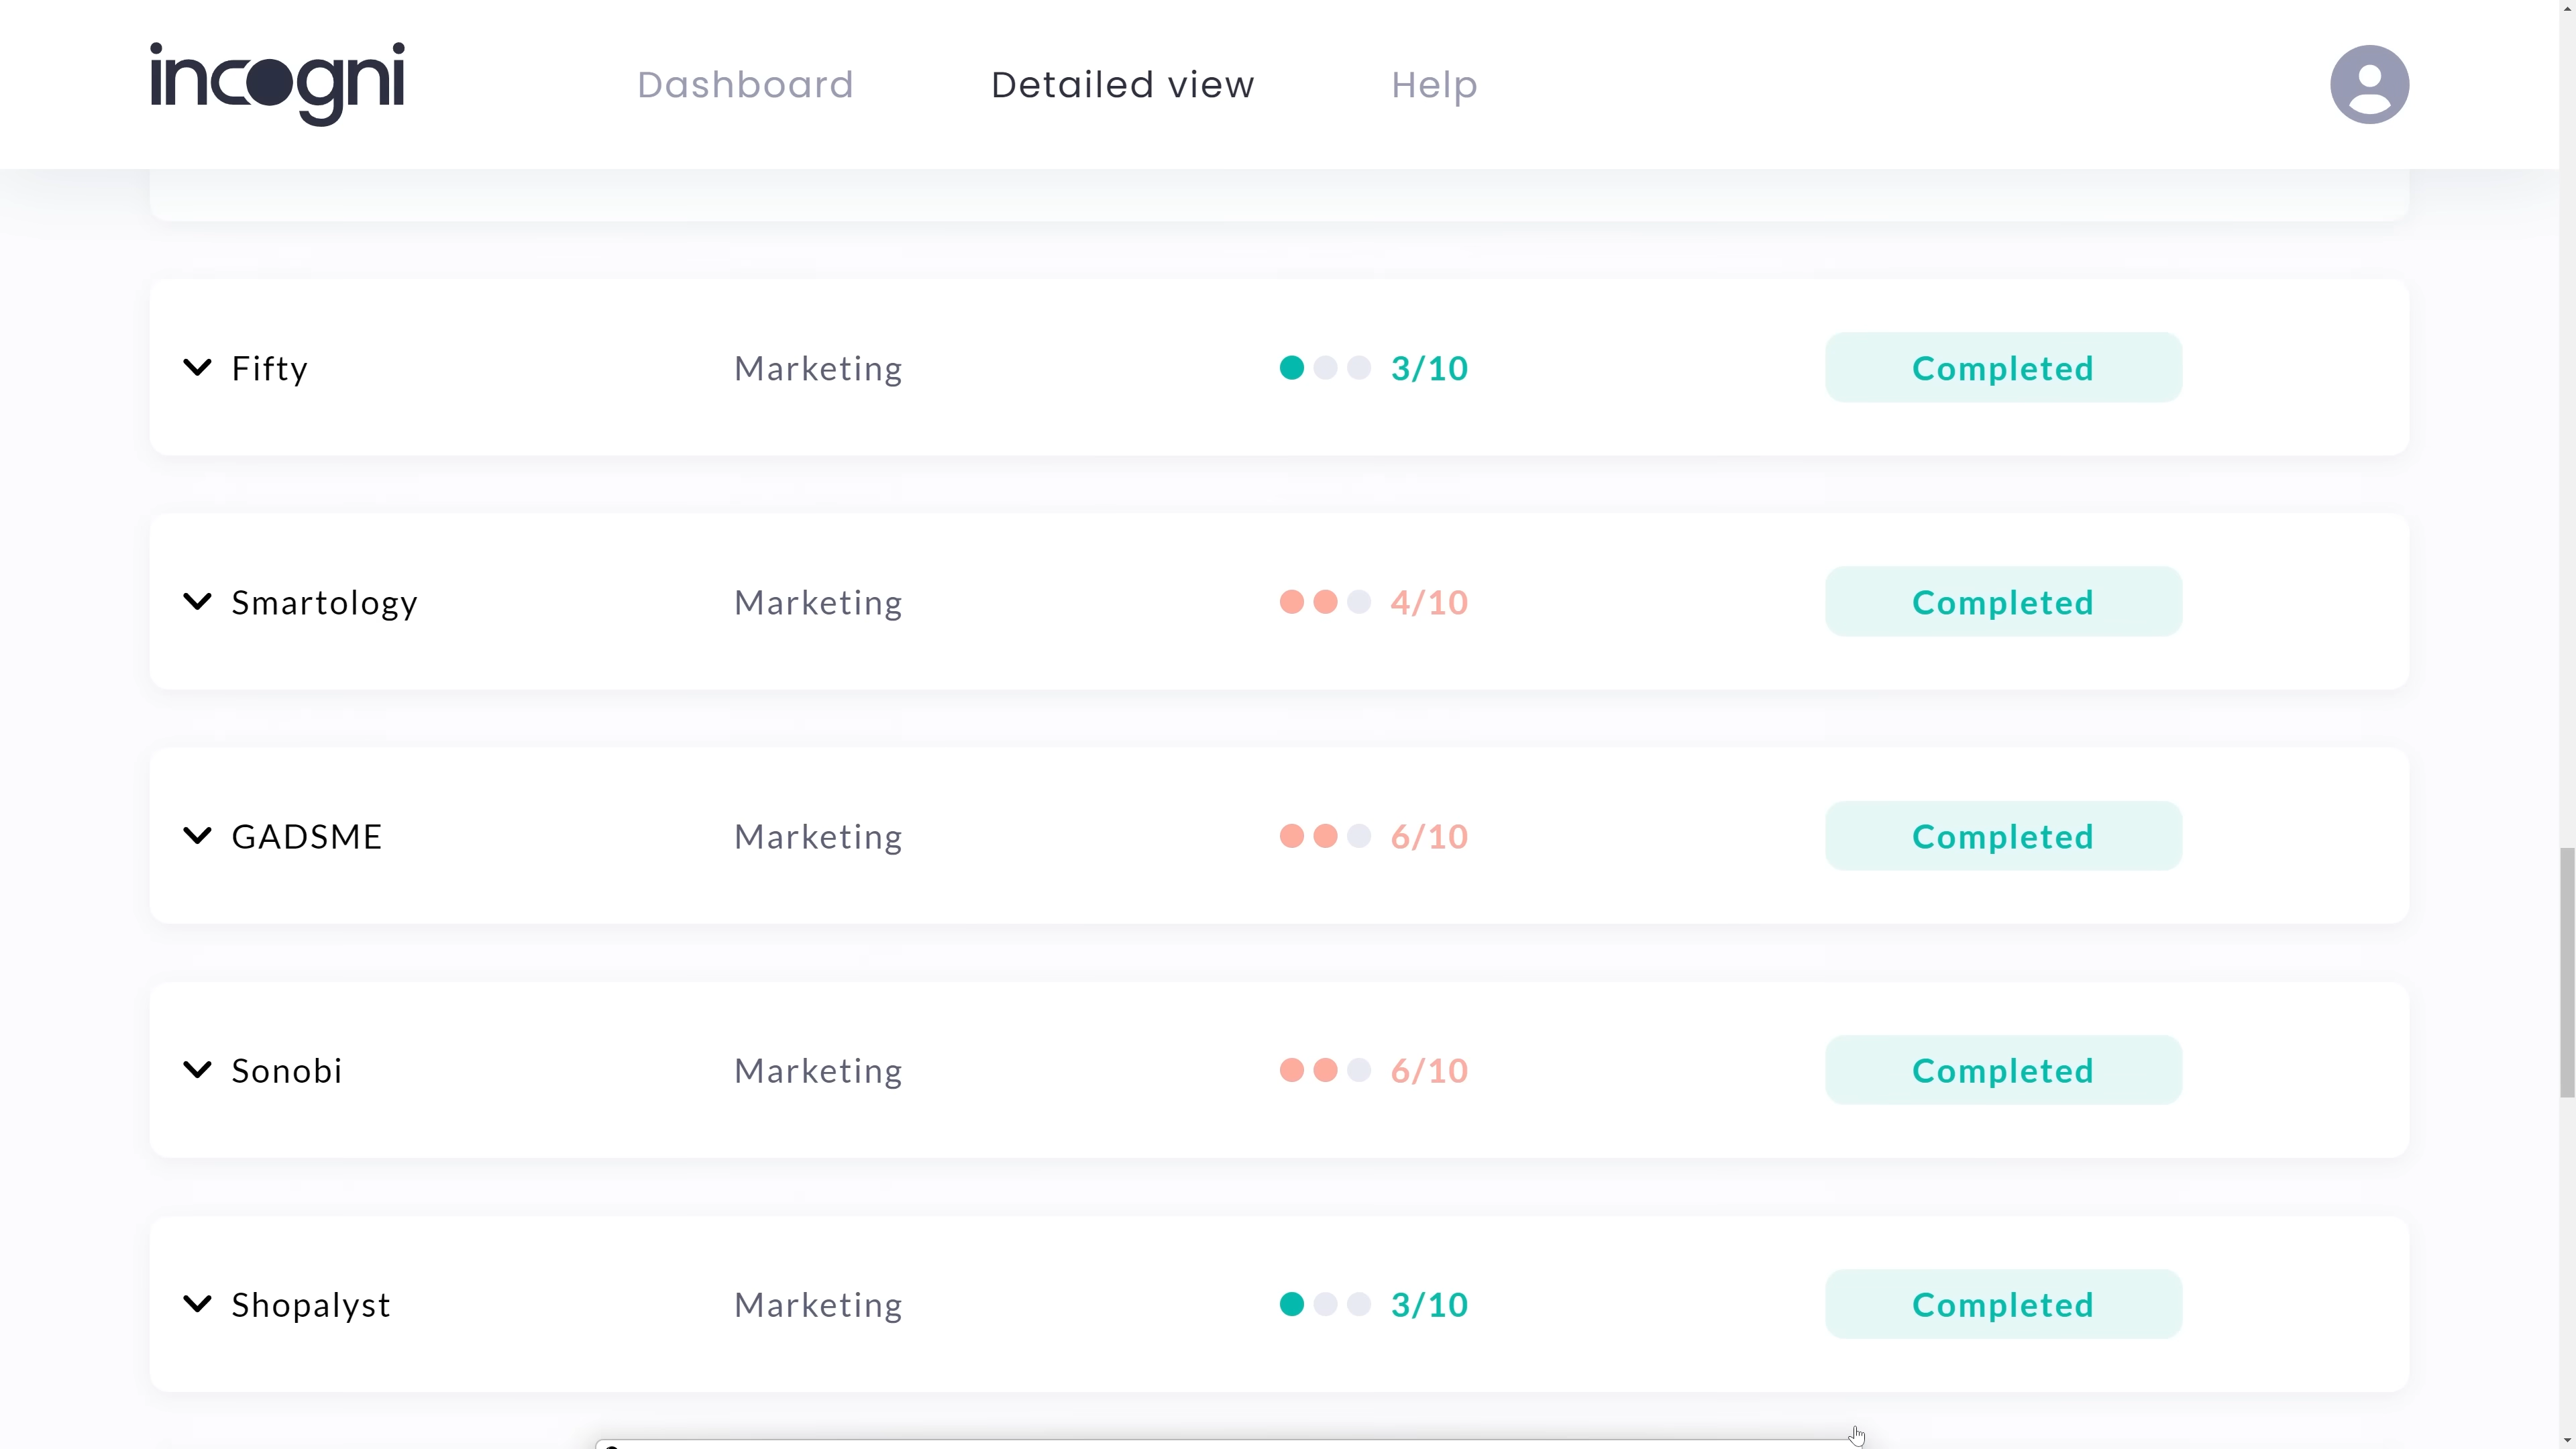 incogni Dashboard Detailed view Help
Fifty Marketing 3/10 Completed
Smartology Marketing 4/10 Completed
GADSME Marketing 6/10 Completed
Sonobi Marketing 6/10 Completed
Shopalyst Marketing 3/10 Completed